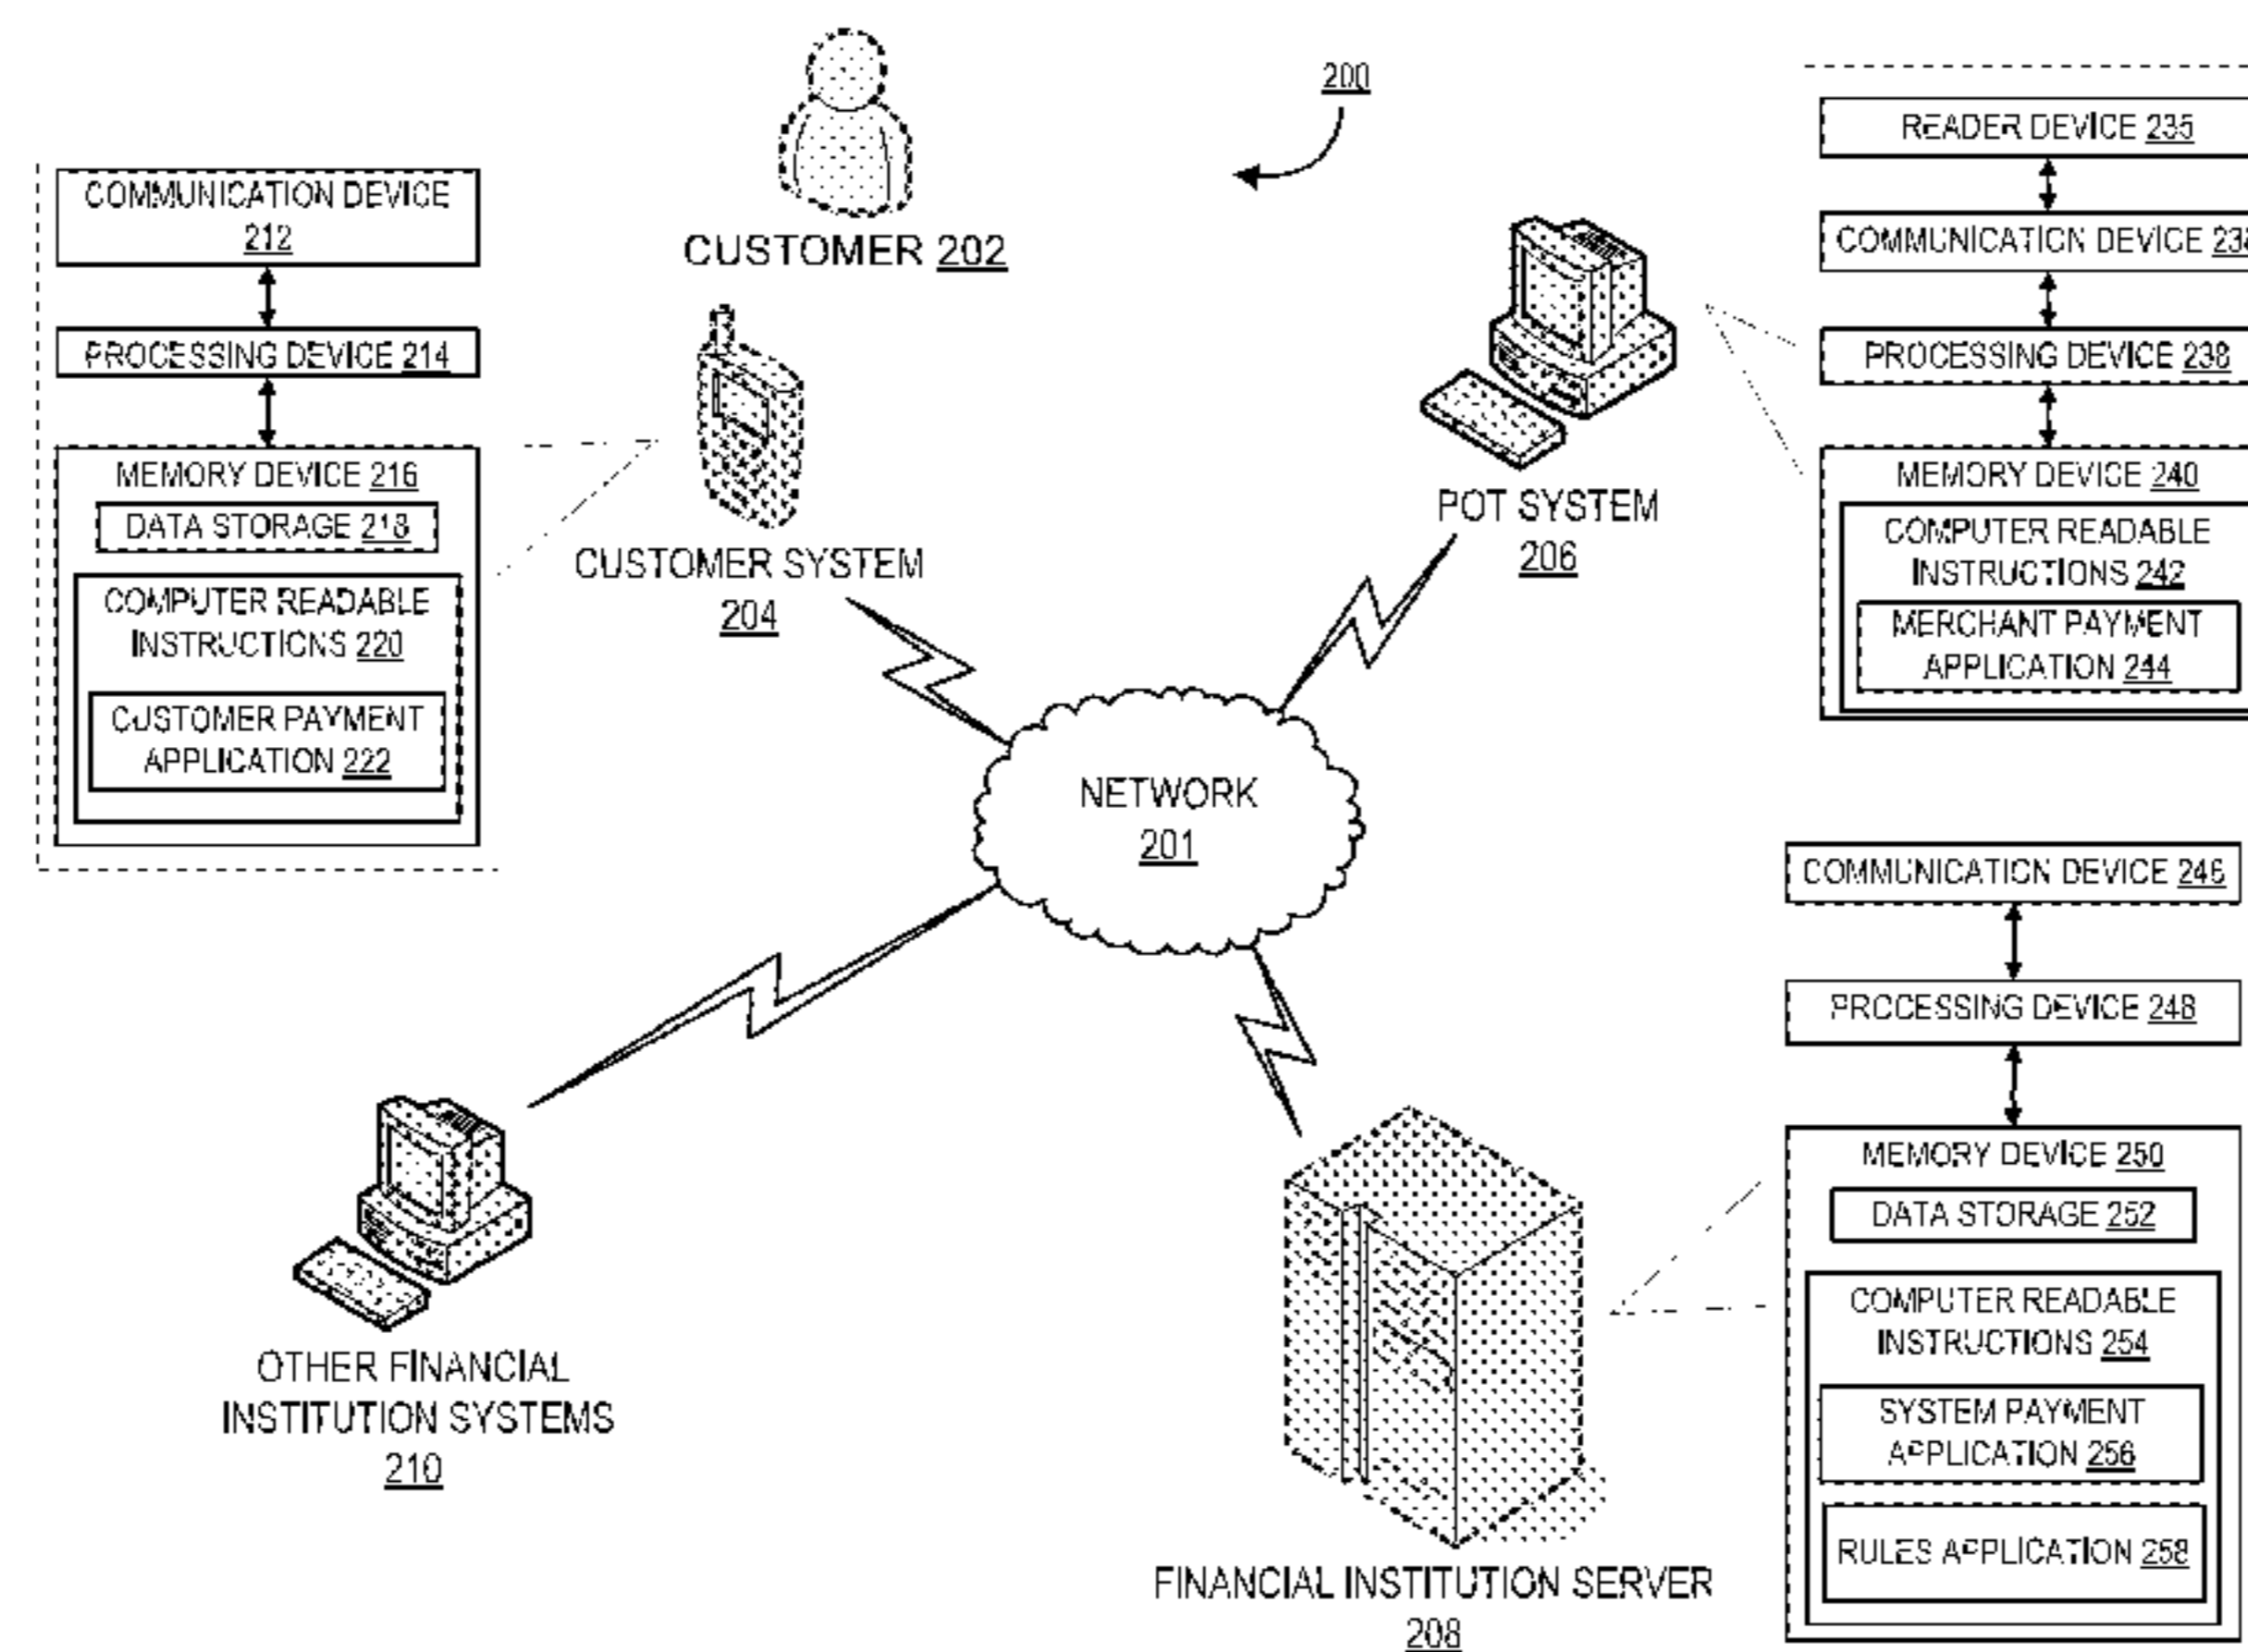 200
CUSTOMER 202
COMMUNICATION DEVICE
212
PROCESSING DEVICE 214
MEMORY DEVICE 216
DATA STORAGE 218
COMPUTER READABLE
INSTRUCTIONS 220
CUSTOMER PAYMENT
APPLICATION 222
CUSTOMER SYSTEM
204
POT SYSTEM
206
READER DEVICE 235
COMMUNICATION DEVICE
PROCESSING DEVICE 238
MEMORY DEVICE 240
COMPUTER READABLE
INSTRUCTIONS 242
MERCHANT PAYMENT
APPLICATION 244
NETWORK
201
OTHER FINANCIAL
INSTITUTION SYSTEMS
210
FINANCIAL INSTITUTION SERVER
208
COMMUNICATION DEVICE 246
PROCESSING DEVICE 248
MEMORY DEVICE 250
DATA STORAGE 252
COMPUTER READABLE
INSTRUCTIONS 254
SYSTEM PAYMENT
APPLICATION 256
RULES APPLICATION 258